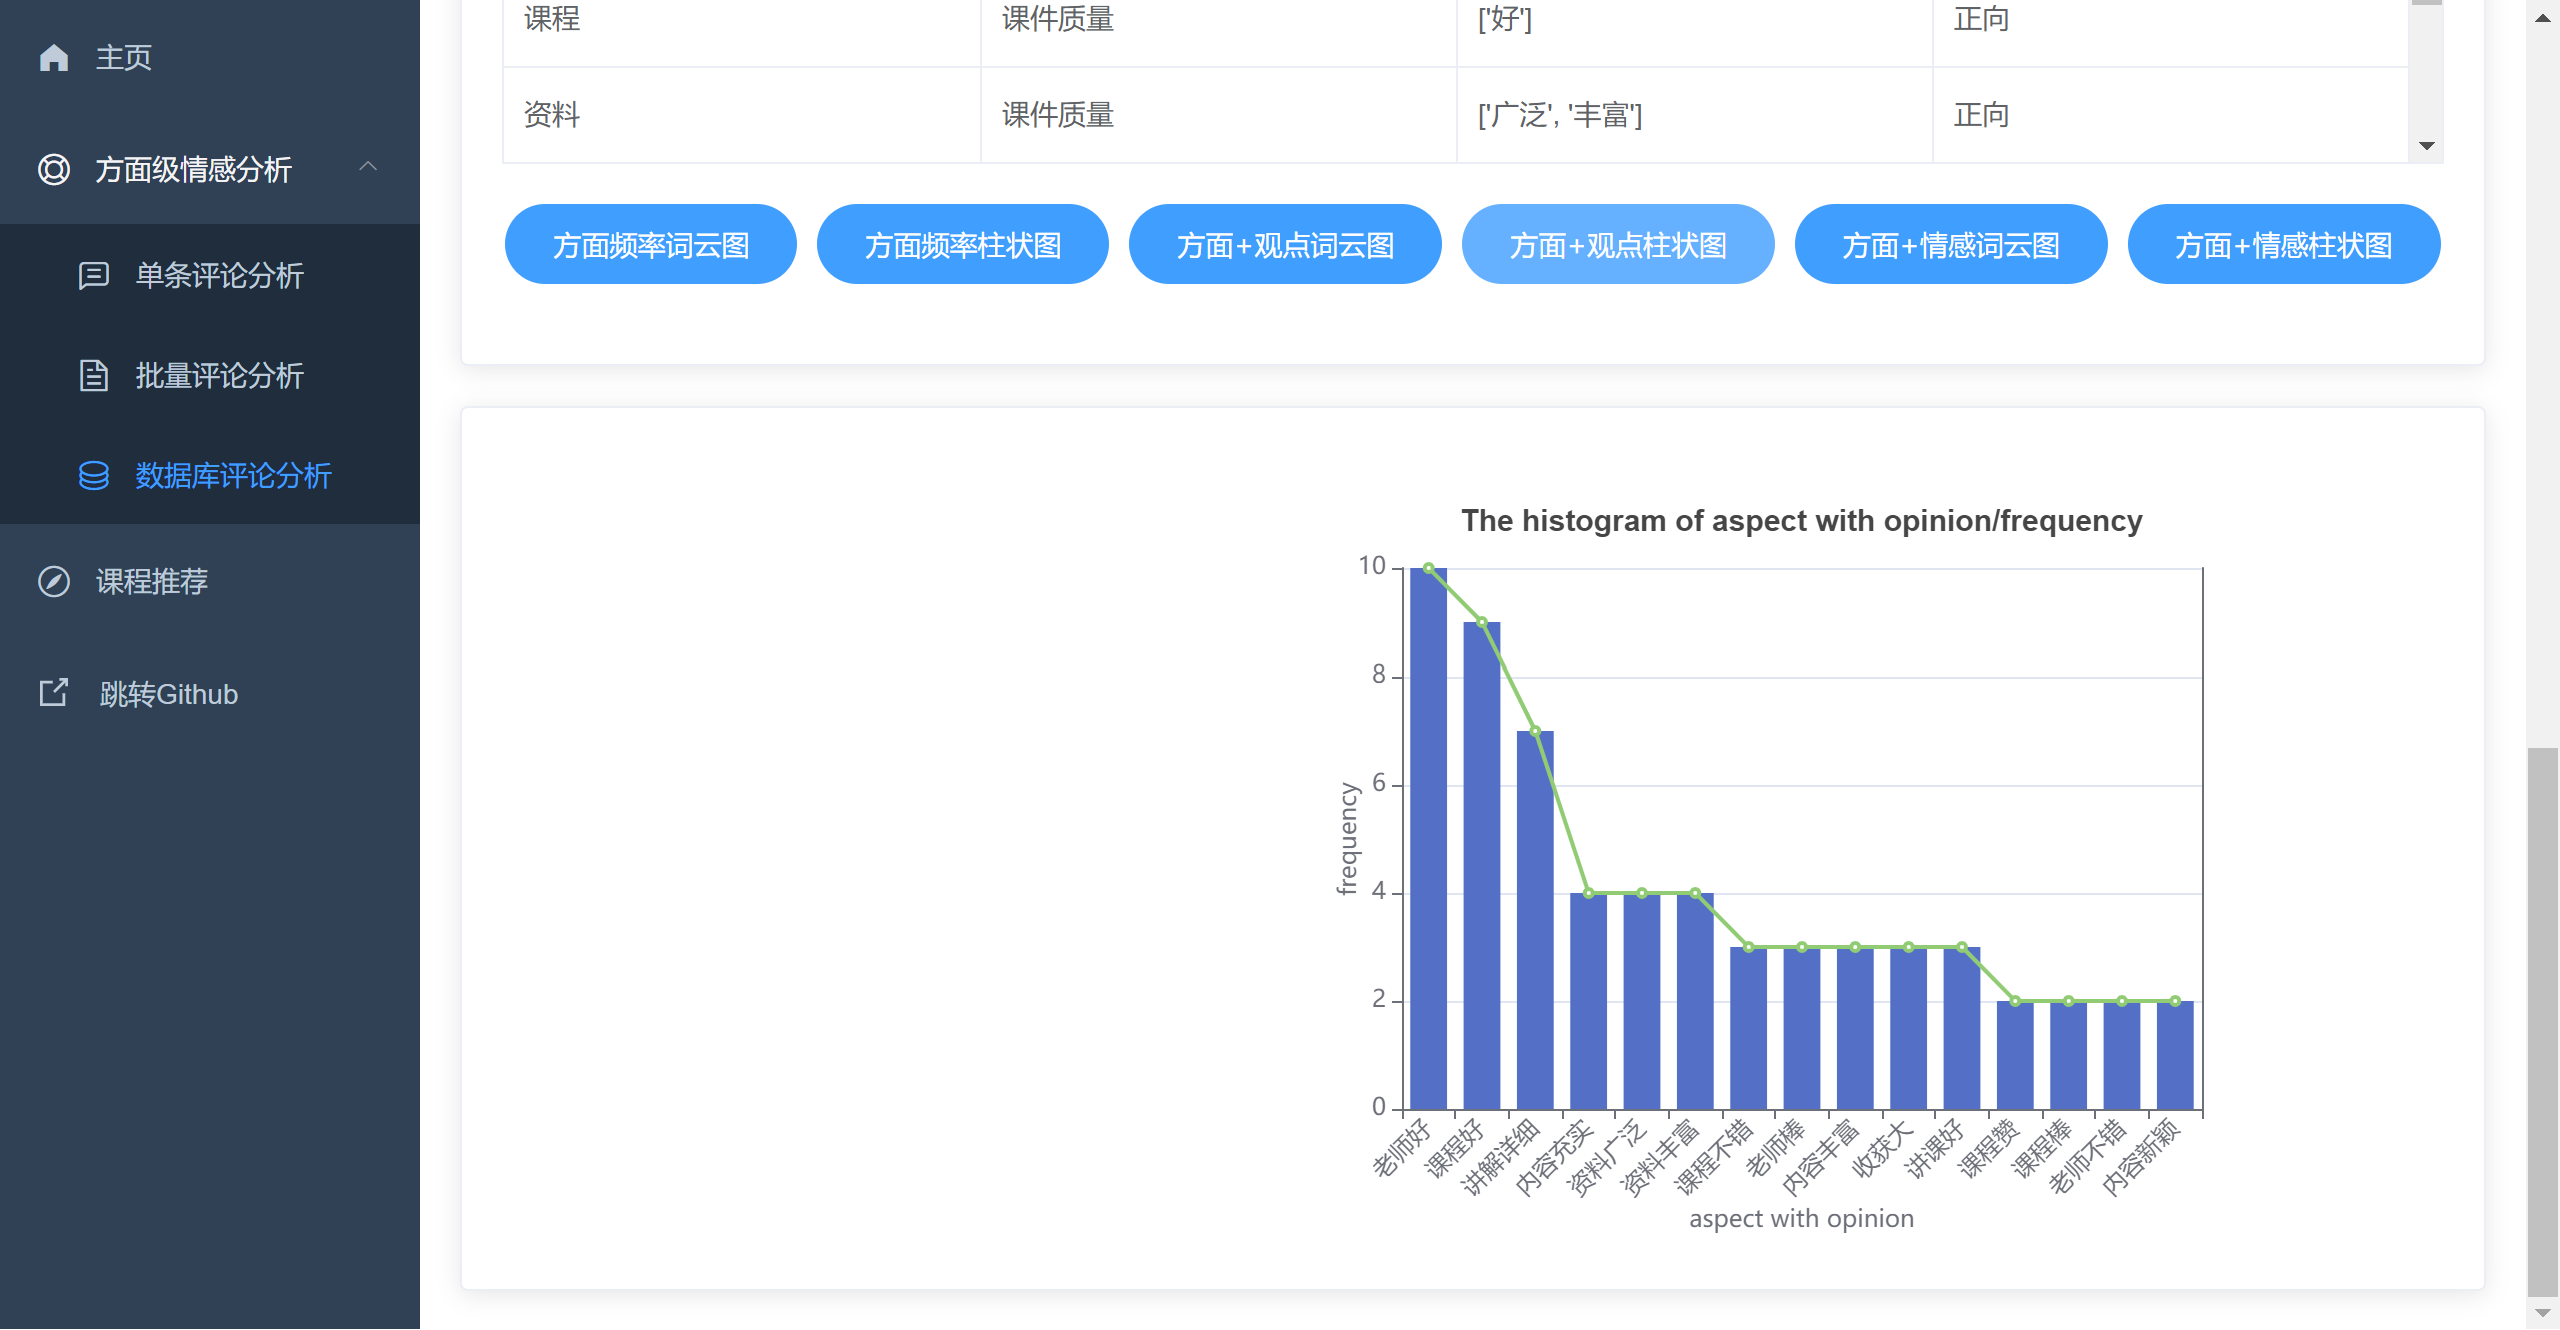 主页
方面级情感分析
单条评论分析
批量评论分析
数据库评论分析
课程推荐
跳转Github
课程 课件质量 ['好'] 正向
资料 课件质量 ['广泛', '丰富'] 正向
方面频率词云图 方面频率柱状图 方面+观点词云图 方面+观点柱状图 方面+情感词云图 方面+情感柱状图
The histogram of aspect with opinion/frequency
10
8
6
4
2
0
frequency
老师好 课程好 讲解详细 内容充实 资料广泛 资料丰富 课程不错 老师棒 内容丰富 收获大 讲课好 课程赞 课程棒 老师不错 内容新颖
aspect with opinion